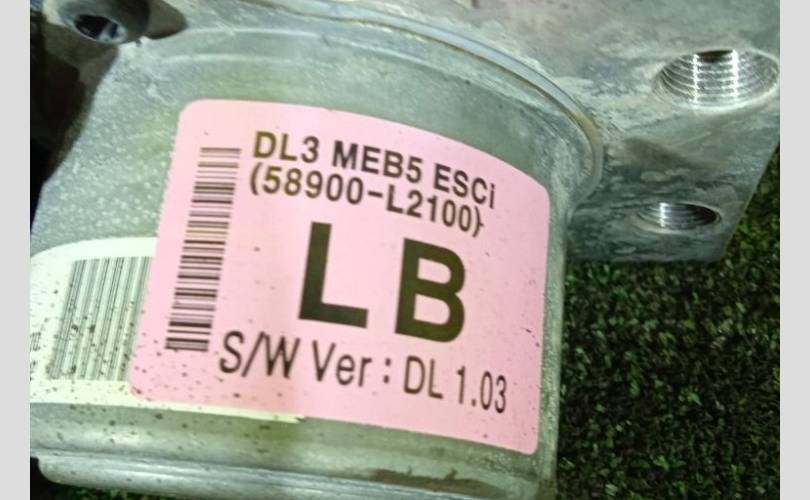 DL3 MEB5 ESCi
(58900-L2100)
LB
S/W Ver : DL 1.03